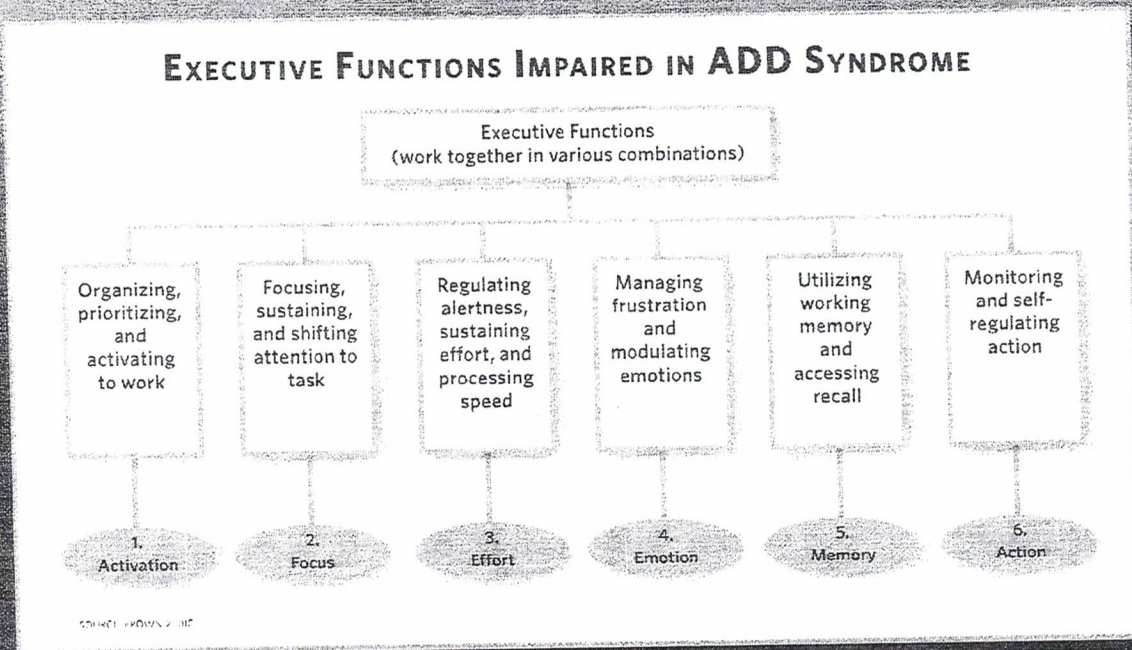 EXECUTIVE FUNCTIONS IMPAIRED IN ADD SYNDROME
Executive Functions
(work together in various combinations)
Organizing,
prioritizing,
and
activating
to work
Focusing,
sustaining,
and shifting
attention to
task
Regulating
alertness,
sustaining
effort, and
processing
speed
Managing
frustration
and
modulating
emotions
Utilizing
working
memory
and
accessing
recall
Monitoring
and self-
regulating
action
1.
Activation
2.
Focus
3.
Effort
4.
Emotion
5.
Memory
6.
Action
SOURCE